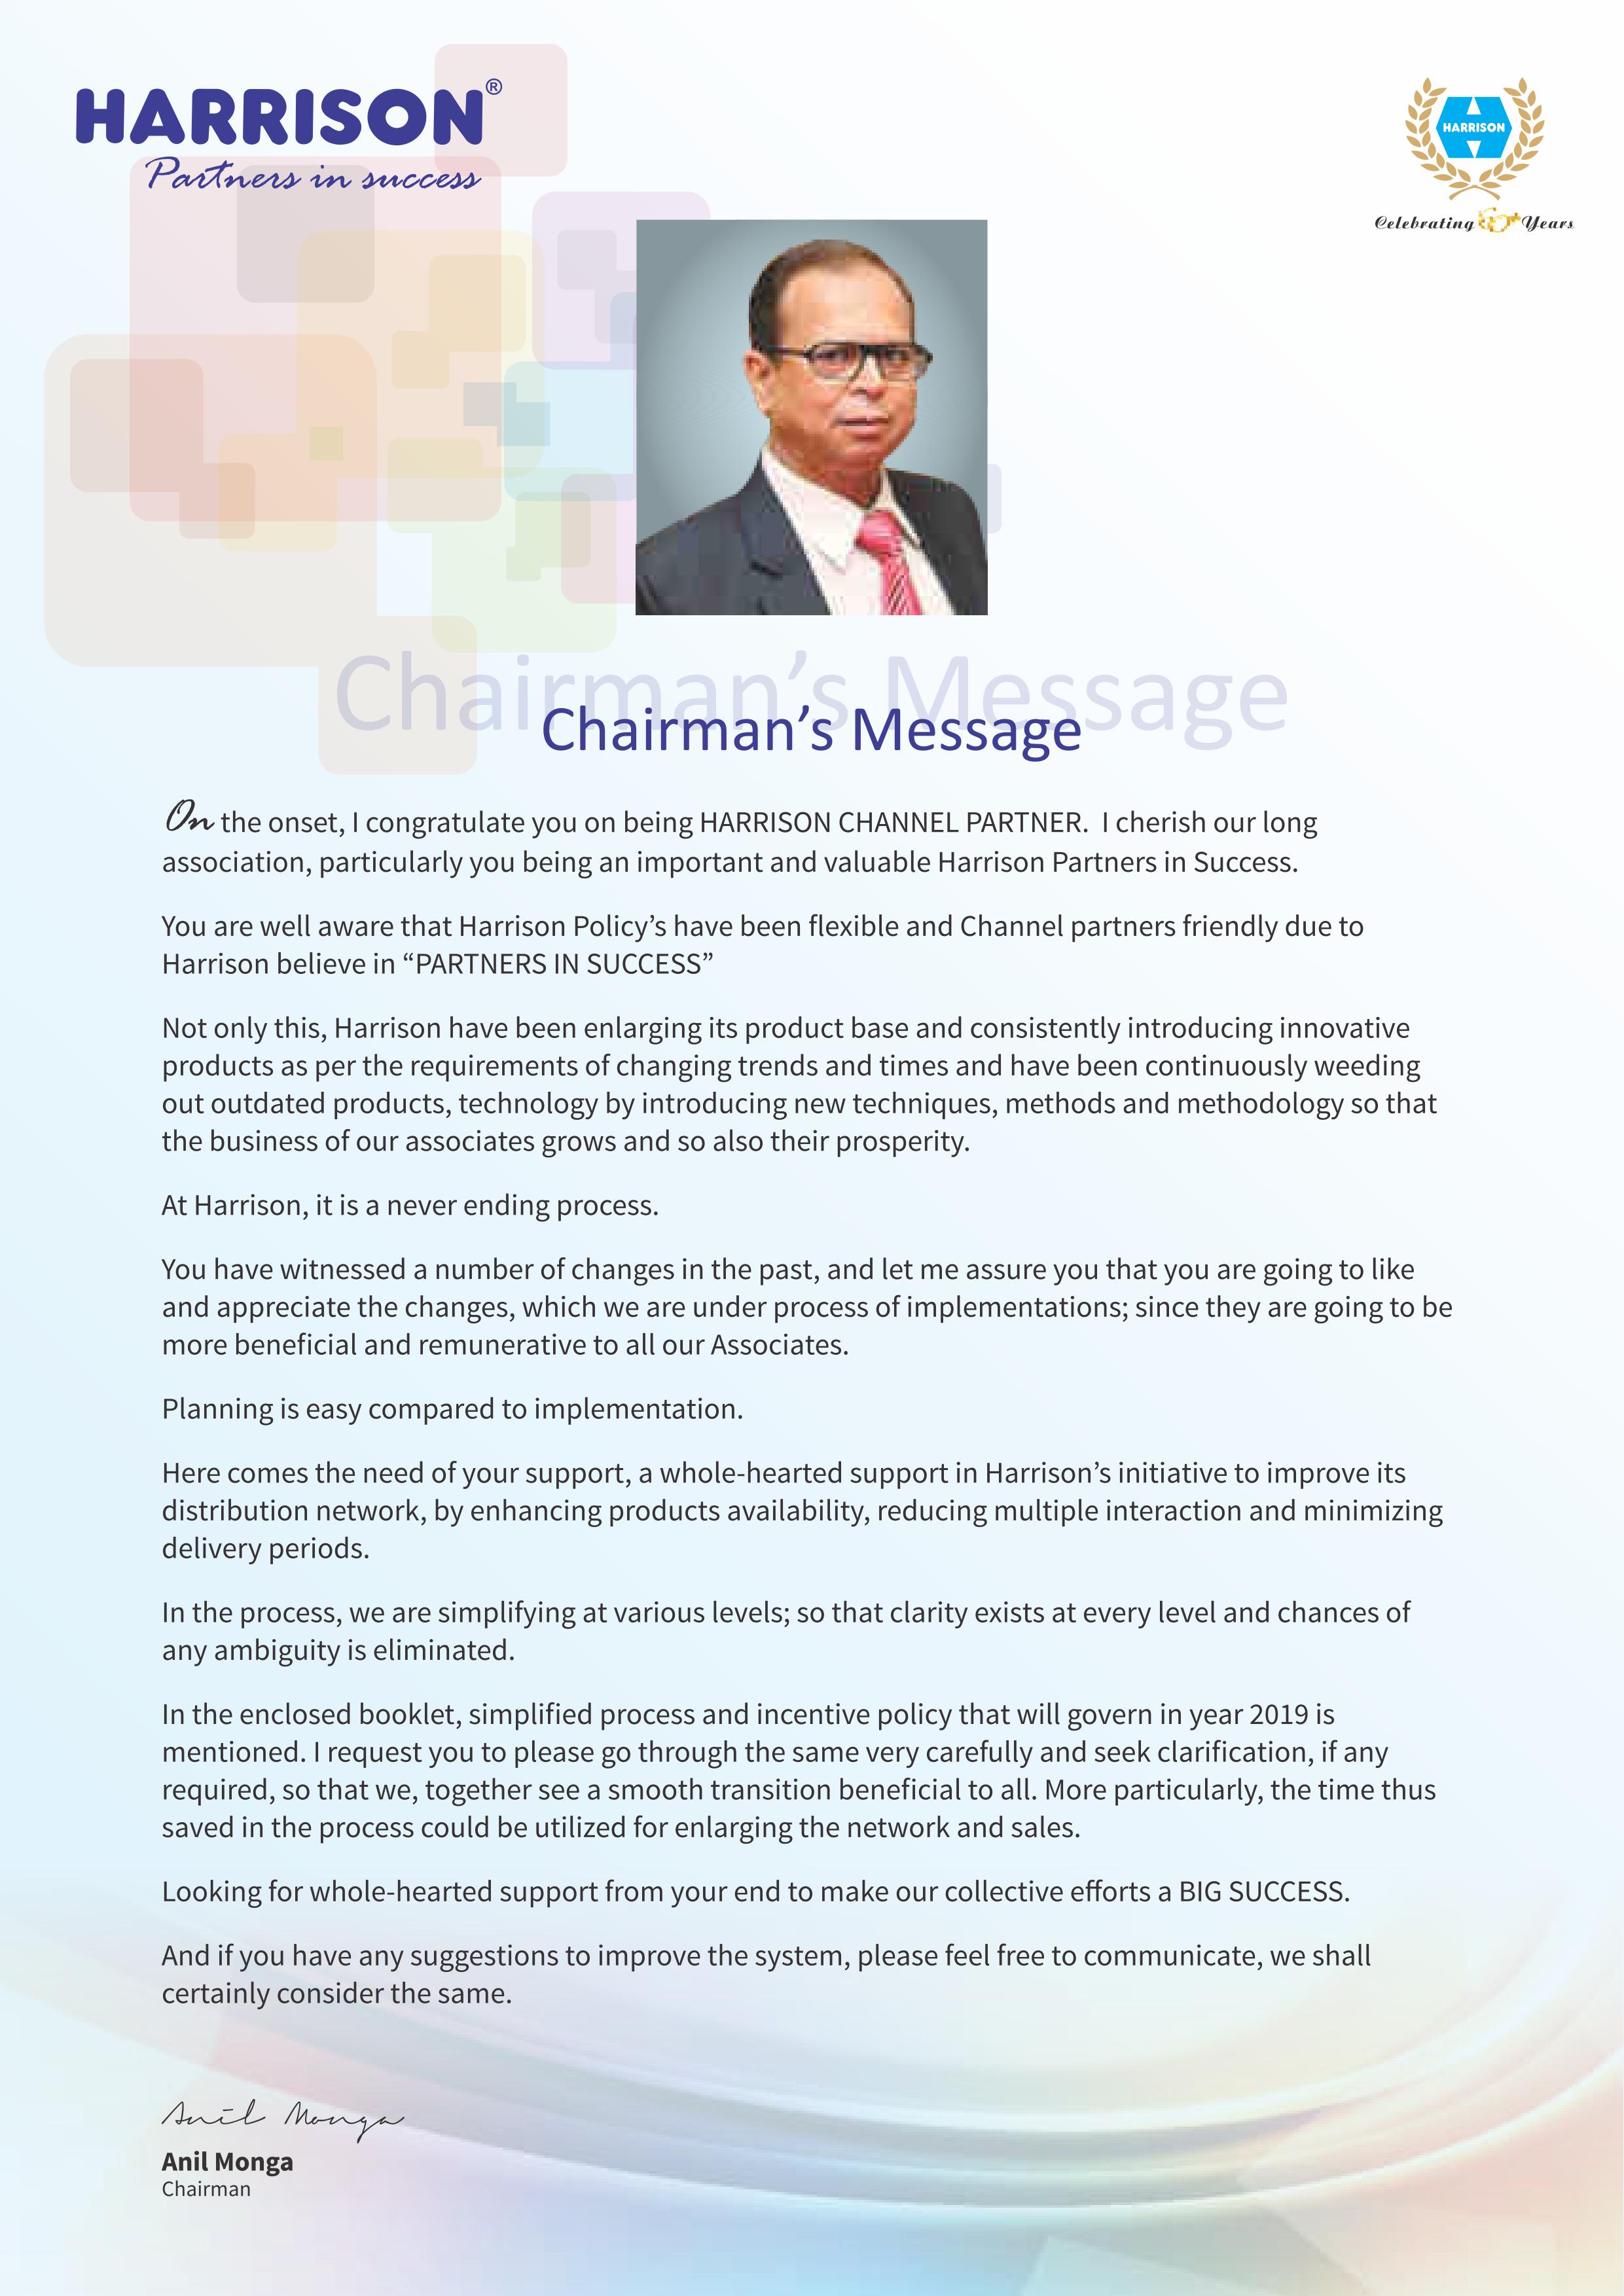 HARRISON®
Partners in success
HARRISON
Celebrating Years
Chairman’s Message
Chairman’s Message
On the onset, I congratulate you on being HARRISON CHANNEL PARTNER. I cherish our long
association, particularly you being an important and valuable Harrison Partners in Success.
You are well aware that Harrison Policy’s have been flexible and Channel partners friendly due to
Harrison believe in “PARTNERS IN SUCCESS”
Not only this, Harrison have been enlarging its product base and consistently introducing innovative
products as per the requirements of changing trends and times and have been continuously weeding
out outdated products, technology by introducing new techniques, methods and methodology so that
the business of our associates grows and so also their prosperity.
At Harrison, it is a never ending process.
You have witnessed a number of changes in the past, and let me assure you that you are going to like
and appreciate the changes, which we are under process of implementations; since they are going to be
more beneficial and remunerative to all our Associates.
Planning is easy compared to implementation.
Here comes the need of your support, a whole-hearted support in Harrison’s initiative to improve its
distribution network, by enhancing products availability, reducing multiple interaction and minimizing
delivery periods.
In the process, we are simplifying at various levels; so that clarity exists at every level and chances of
any ambiguity is eliminated.
In the enclosed booklet, simplified process and incentive policy that will govern in year 2019 is
mentioned. I request you to please go through the same very carefully and seek clarification, if any
required, so that we, together see a smooth transition beneficial to all. More particularly, the time thus
saved in the process could be utilized for enlarging the network and sales.
Looking for whole-hearted support from your end to make our collective efforts a BIG SUCCESS.
And if you have any suggestions to improve the system, please feel free to communicate, we shall
certainly consider the same.
Anil Monga
Anil Monga
Chairman